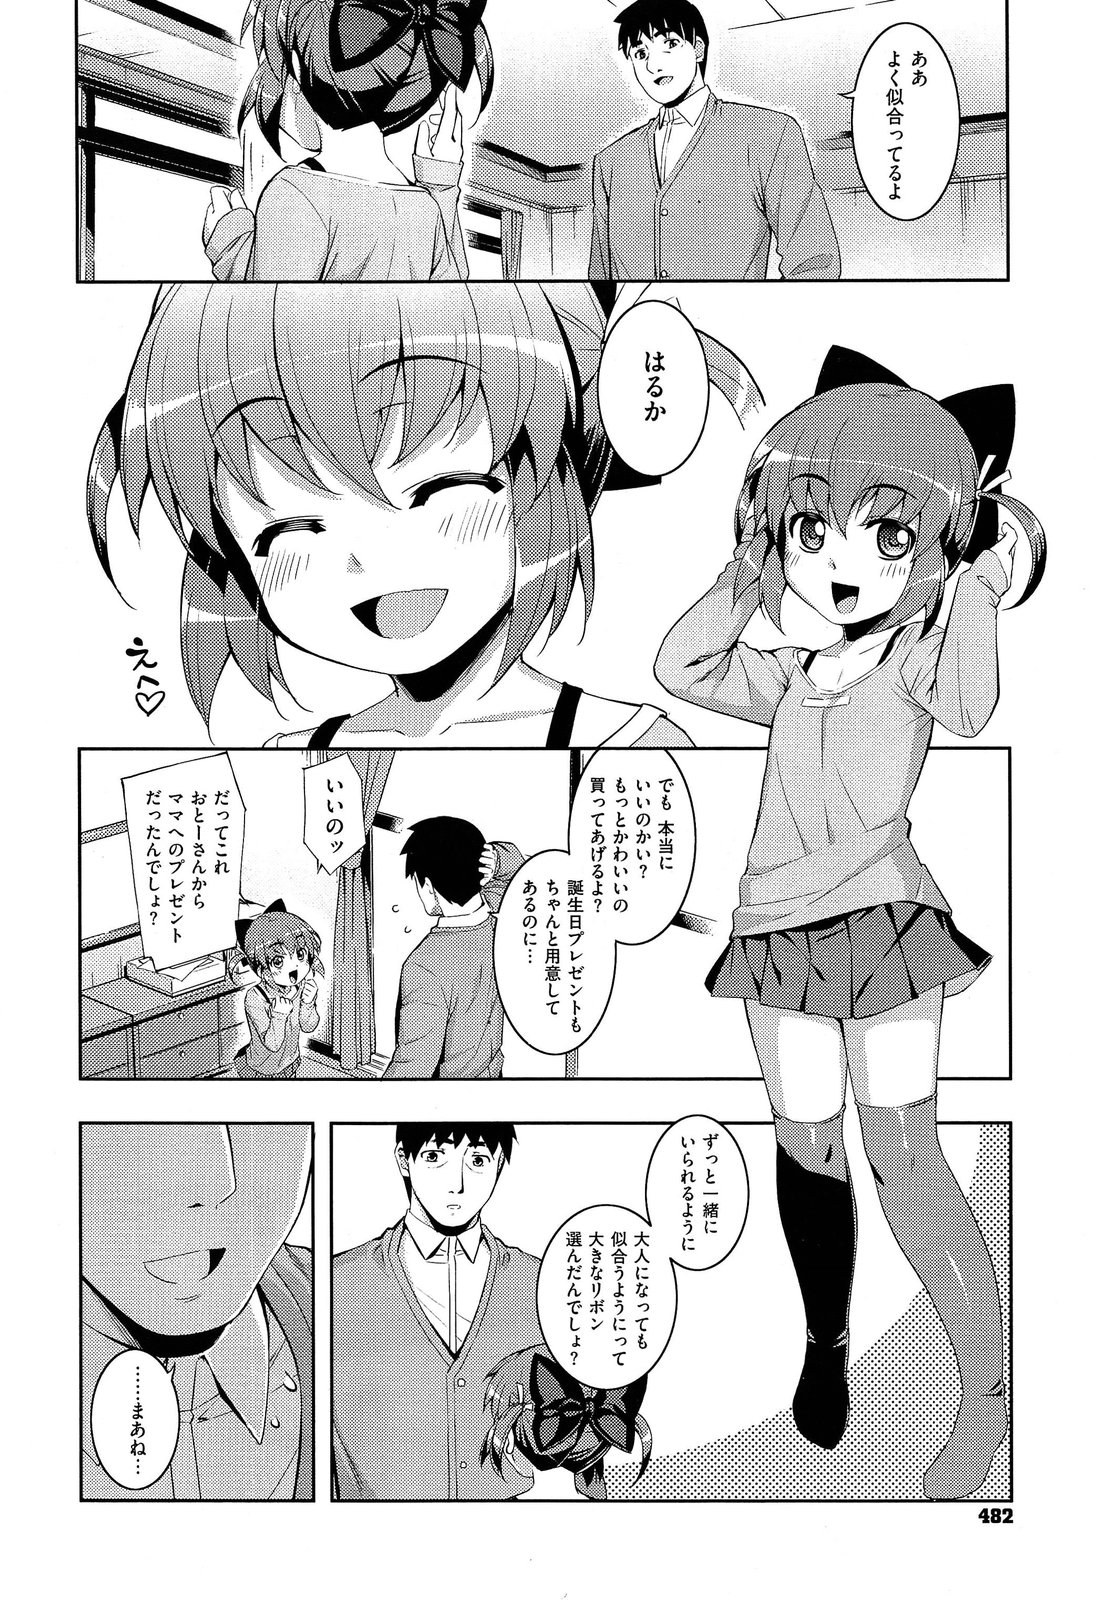 ああ
よく似合ってるよ
はるか
えへ♡
でも 本当に
いいのかい？
もっとかわいいの
買ってあげるよ？
誕生日プレゼントも
ちゃんと用意して
あるのに…
いいのッ
だってこれ
おとーさんから
ママへのプレゼント
だったんでしょ？
ずっと一緒に
いられるように
大人になっても
似合うようにって
大きなリボン
選んだんでしょ？
……まあね…
482